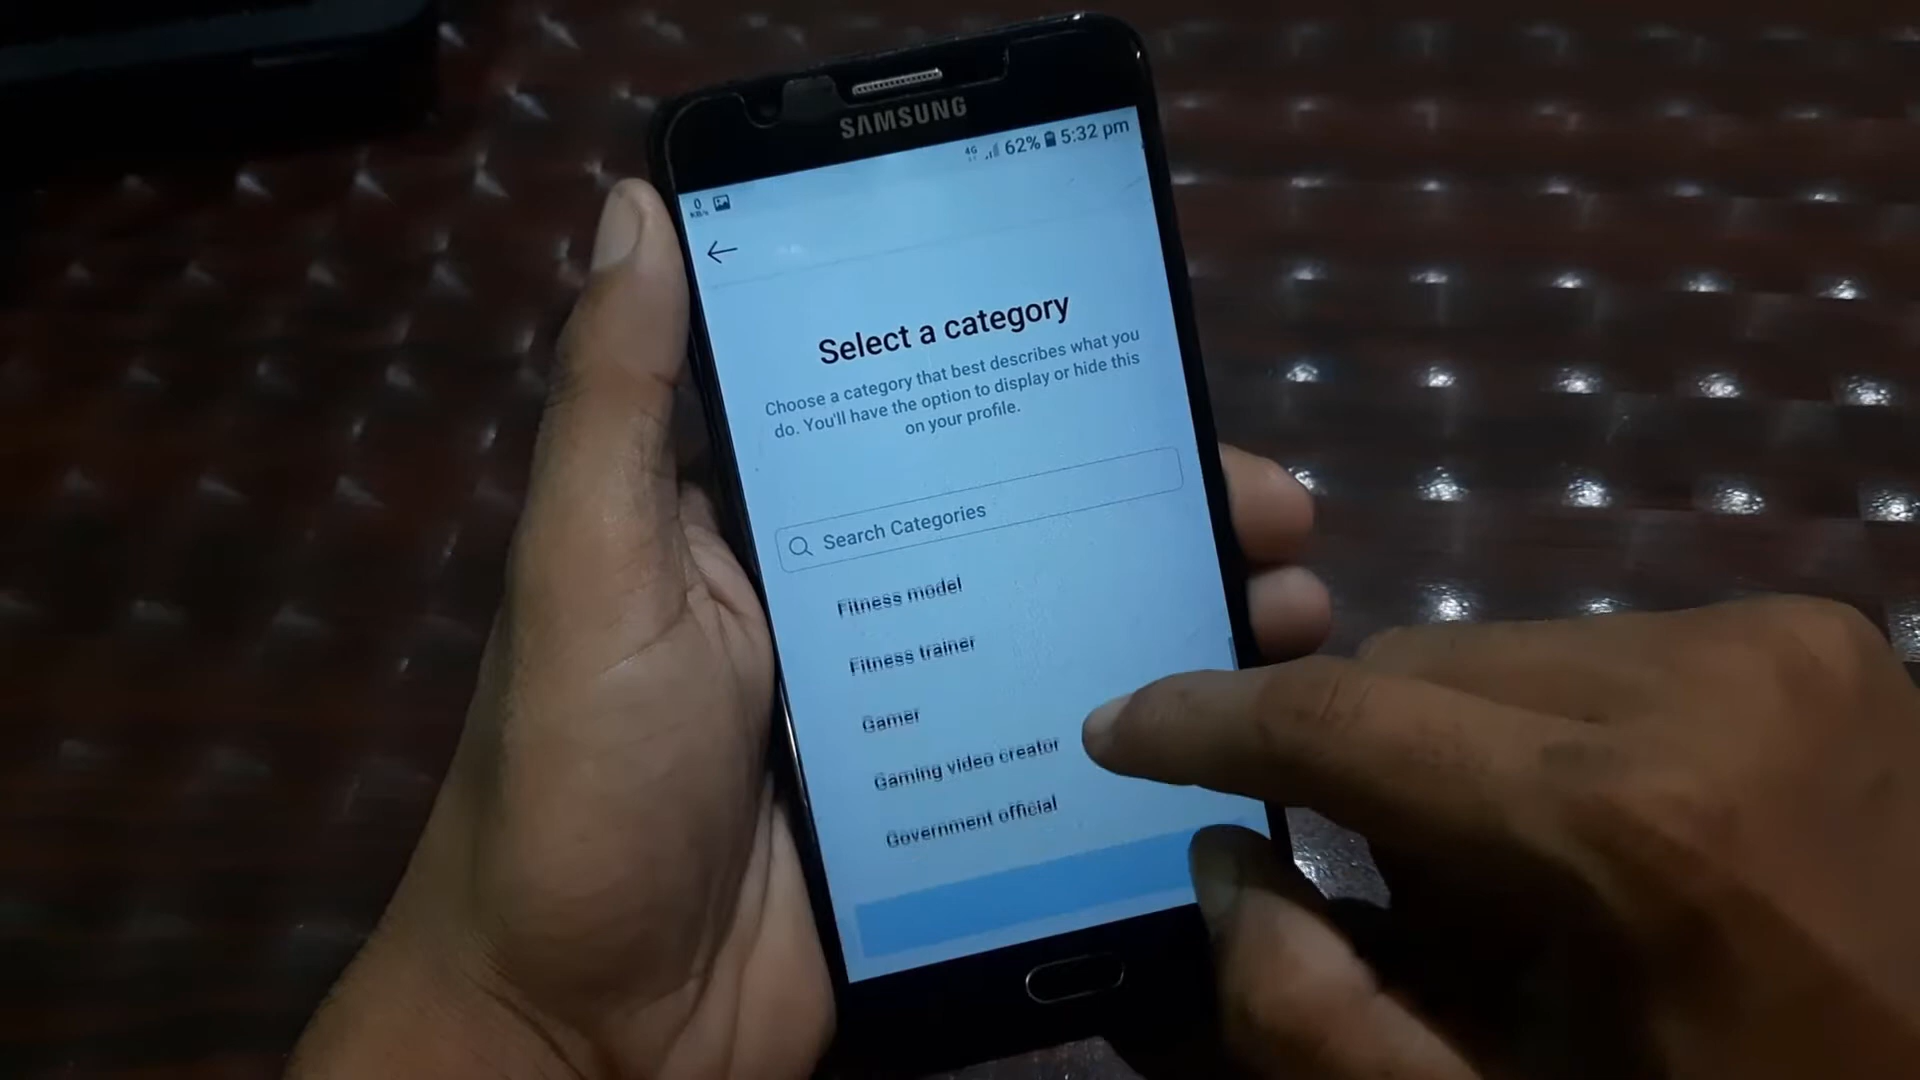 SAMSUNG
4G 62% 5:32 pm
0
KB/s
Select a category
Choose a category that best describes what you
do. You'll have the option to display or hide this
on your profile.
Search Categories
Fitness model
Fitness trainer
Gamer
Gaming video creator
Government official